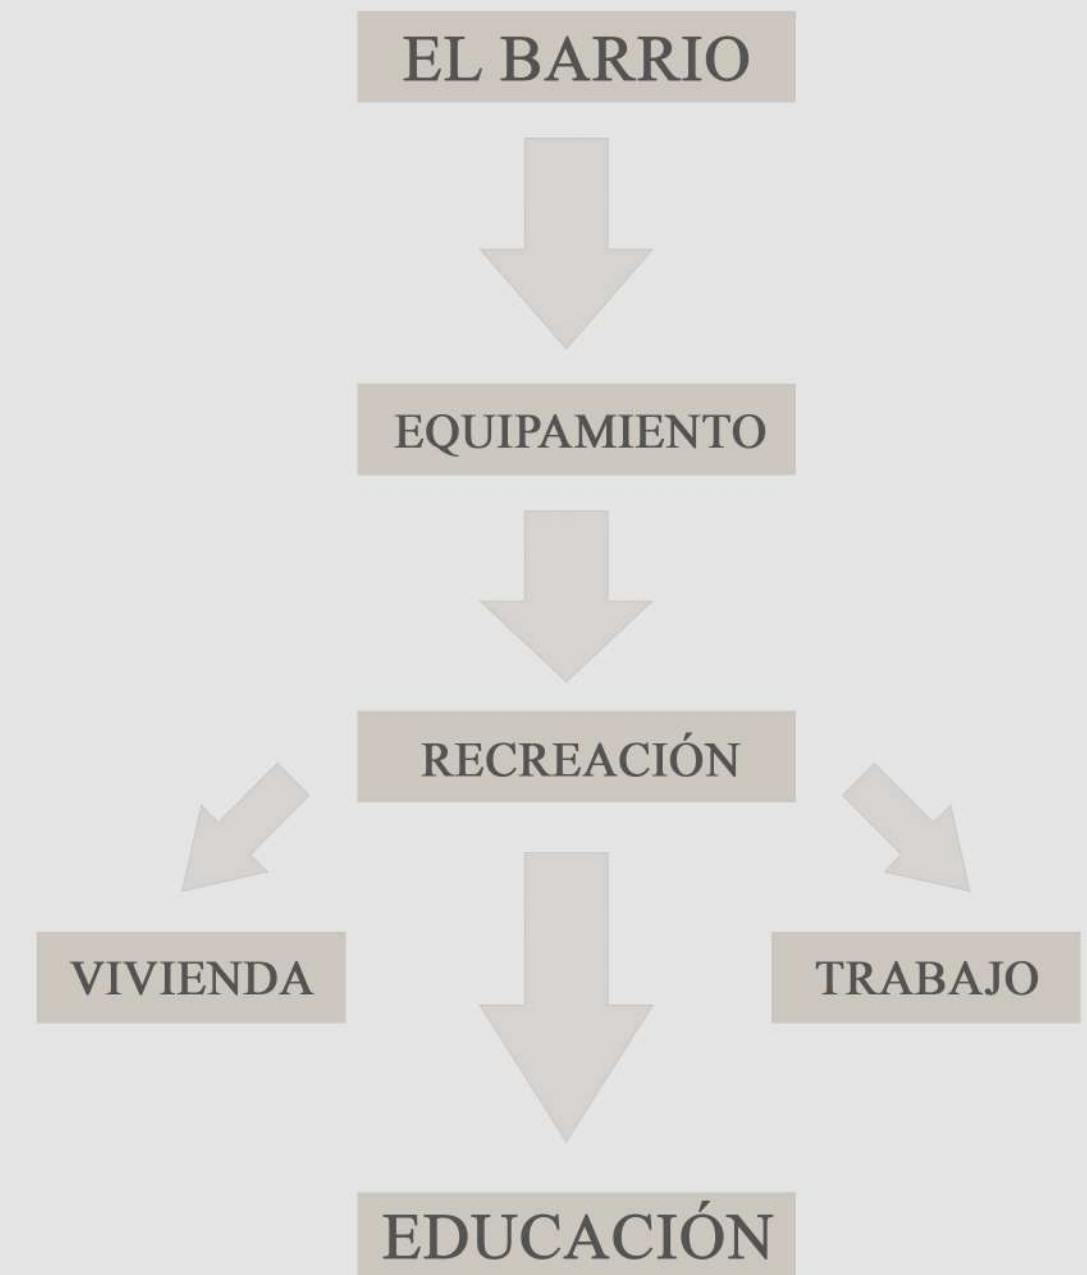 EL BARRIO
EQUIPAMIENTO
RECREACIÓN
VIVIENDA
TRABAJO
EDUCACIÓN